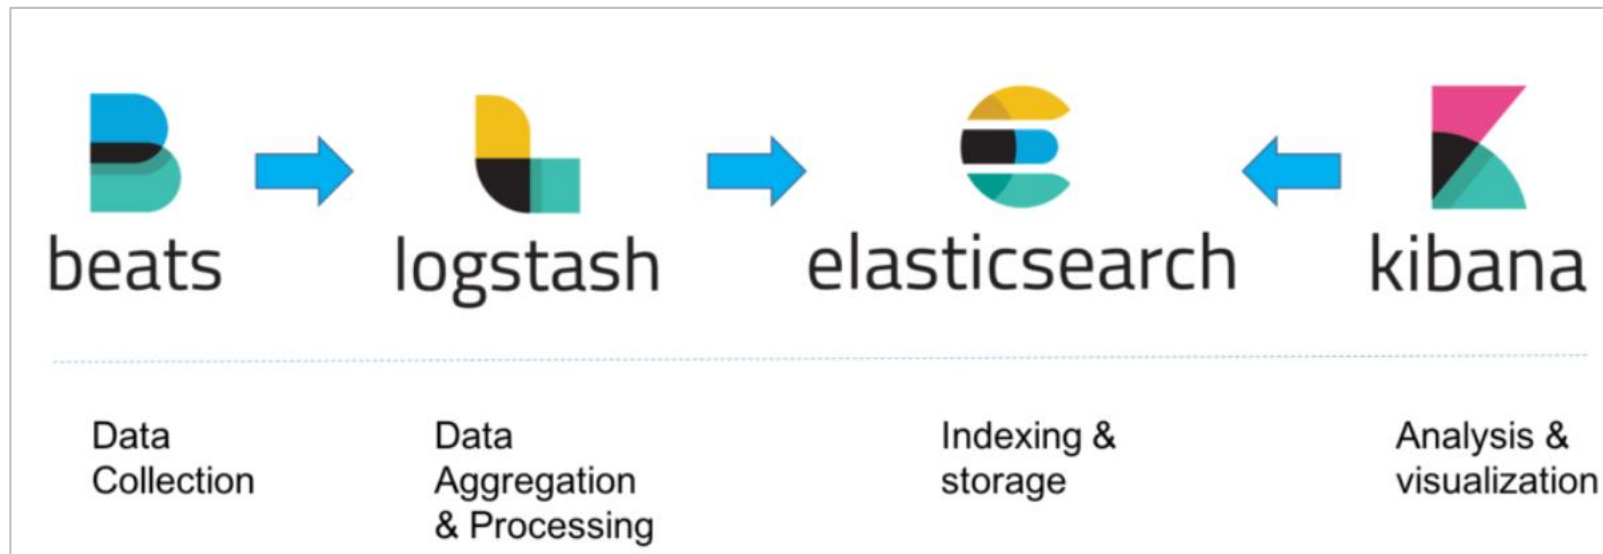 beats
logstash
elasticsearch
kibana
Data
Collection
Data
Aggregation
& Processing
Indexing &
storage
Analysis &
visualization